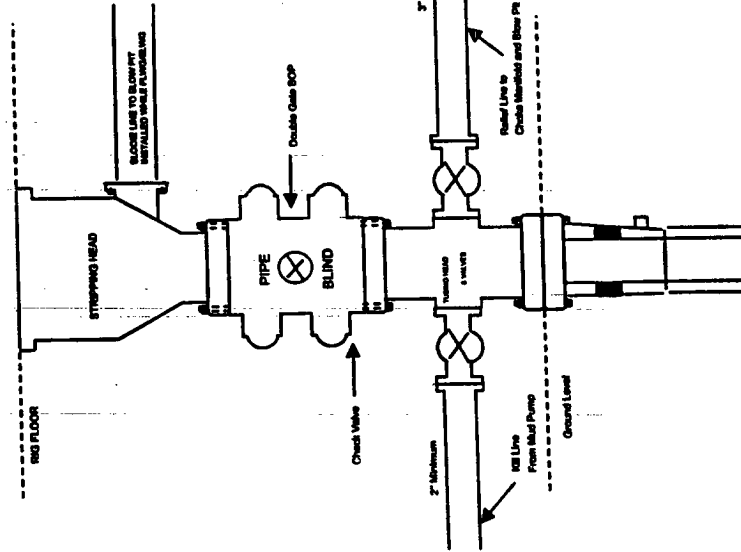 3"
RIG FLOOR
STRIPPING HEAD
BLOOIE LINE TO BLOW PIT
INSTALLED WHILE
Double Gate BOP
PIPE
BLIND
Check Valve
Relief Line to
Choke Manifold and Blow Pit
TUBING HEAD
& VALVES
2" Minimum
Kill Line
From Mud Pump
Ground Level